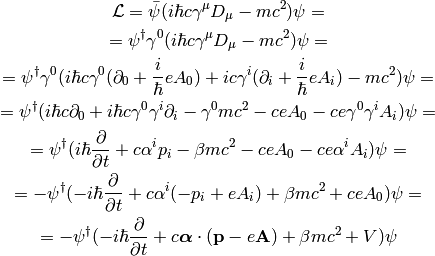 $\mathcal{L} = \bar{\psi}(i\hbar c\gamma^\mu D_\mu - mc^2)\psi =$
$= \psi^\dagger\gamma^0(i\hbar c\gamma^\mu D_\mu - mc^2)\psi =$
$= \psi^\dagger\gamma^0(i\hbar c\gamma^0(\partial_0 + \frac{i}{\hbar}eA_0) + ic\gamma^i(\partial_i + \frac{i}{\hbar}eA_i) - mc^2)\psi =$
$= \psi^\dagger(i\hbar c\partial_0 + i\hbar c\gamma^0\gamma^i\partial_i - \gamma^0 mc^2 - ceA_0 - ce\gamma^0\gamma^i A_i)\psi =$
$= \psi^\dagger(i\hbar\frac{\partial}{\partial t} + c\alpha^i p_i - \beta mc^2 - ceA_0 - ce\alpha^i A_i)\psi =$
$= -\psi^\dagger(-i\hbar\frac{\partial}{\partial t} + c\alpha^i(-p_i + eA_i) + \beta mc^2 + ceA_0)\psi =$
$= -\psi^\dagger(-i\hbar\frac{\partial}{\partial t} + c\boldsymbol{\alpha}\cdot(\mathbf{p} - e\mathbf{A}) + \beta mc^2 + V)\psi$